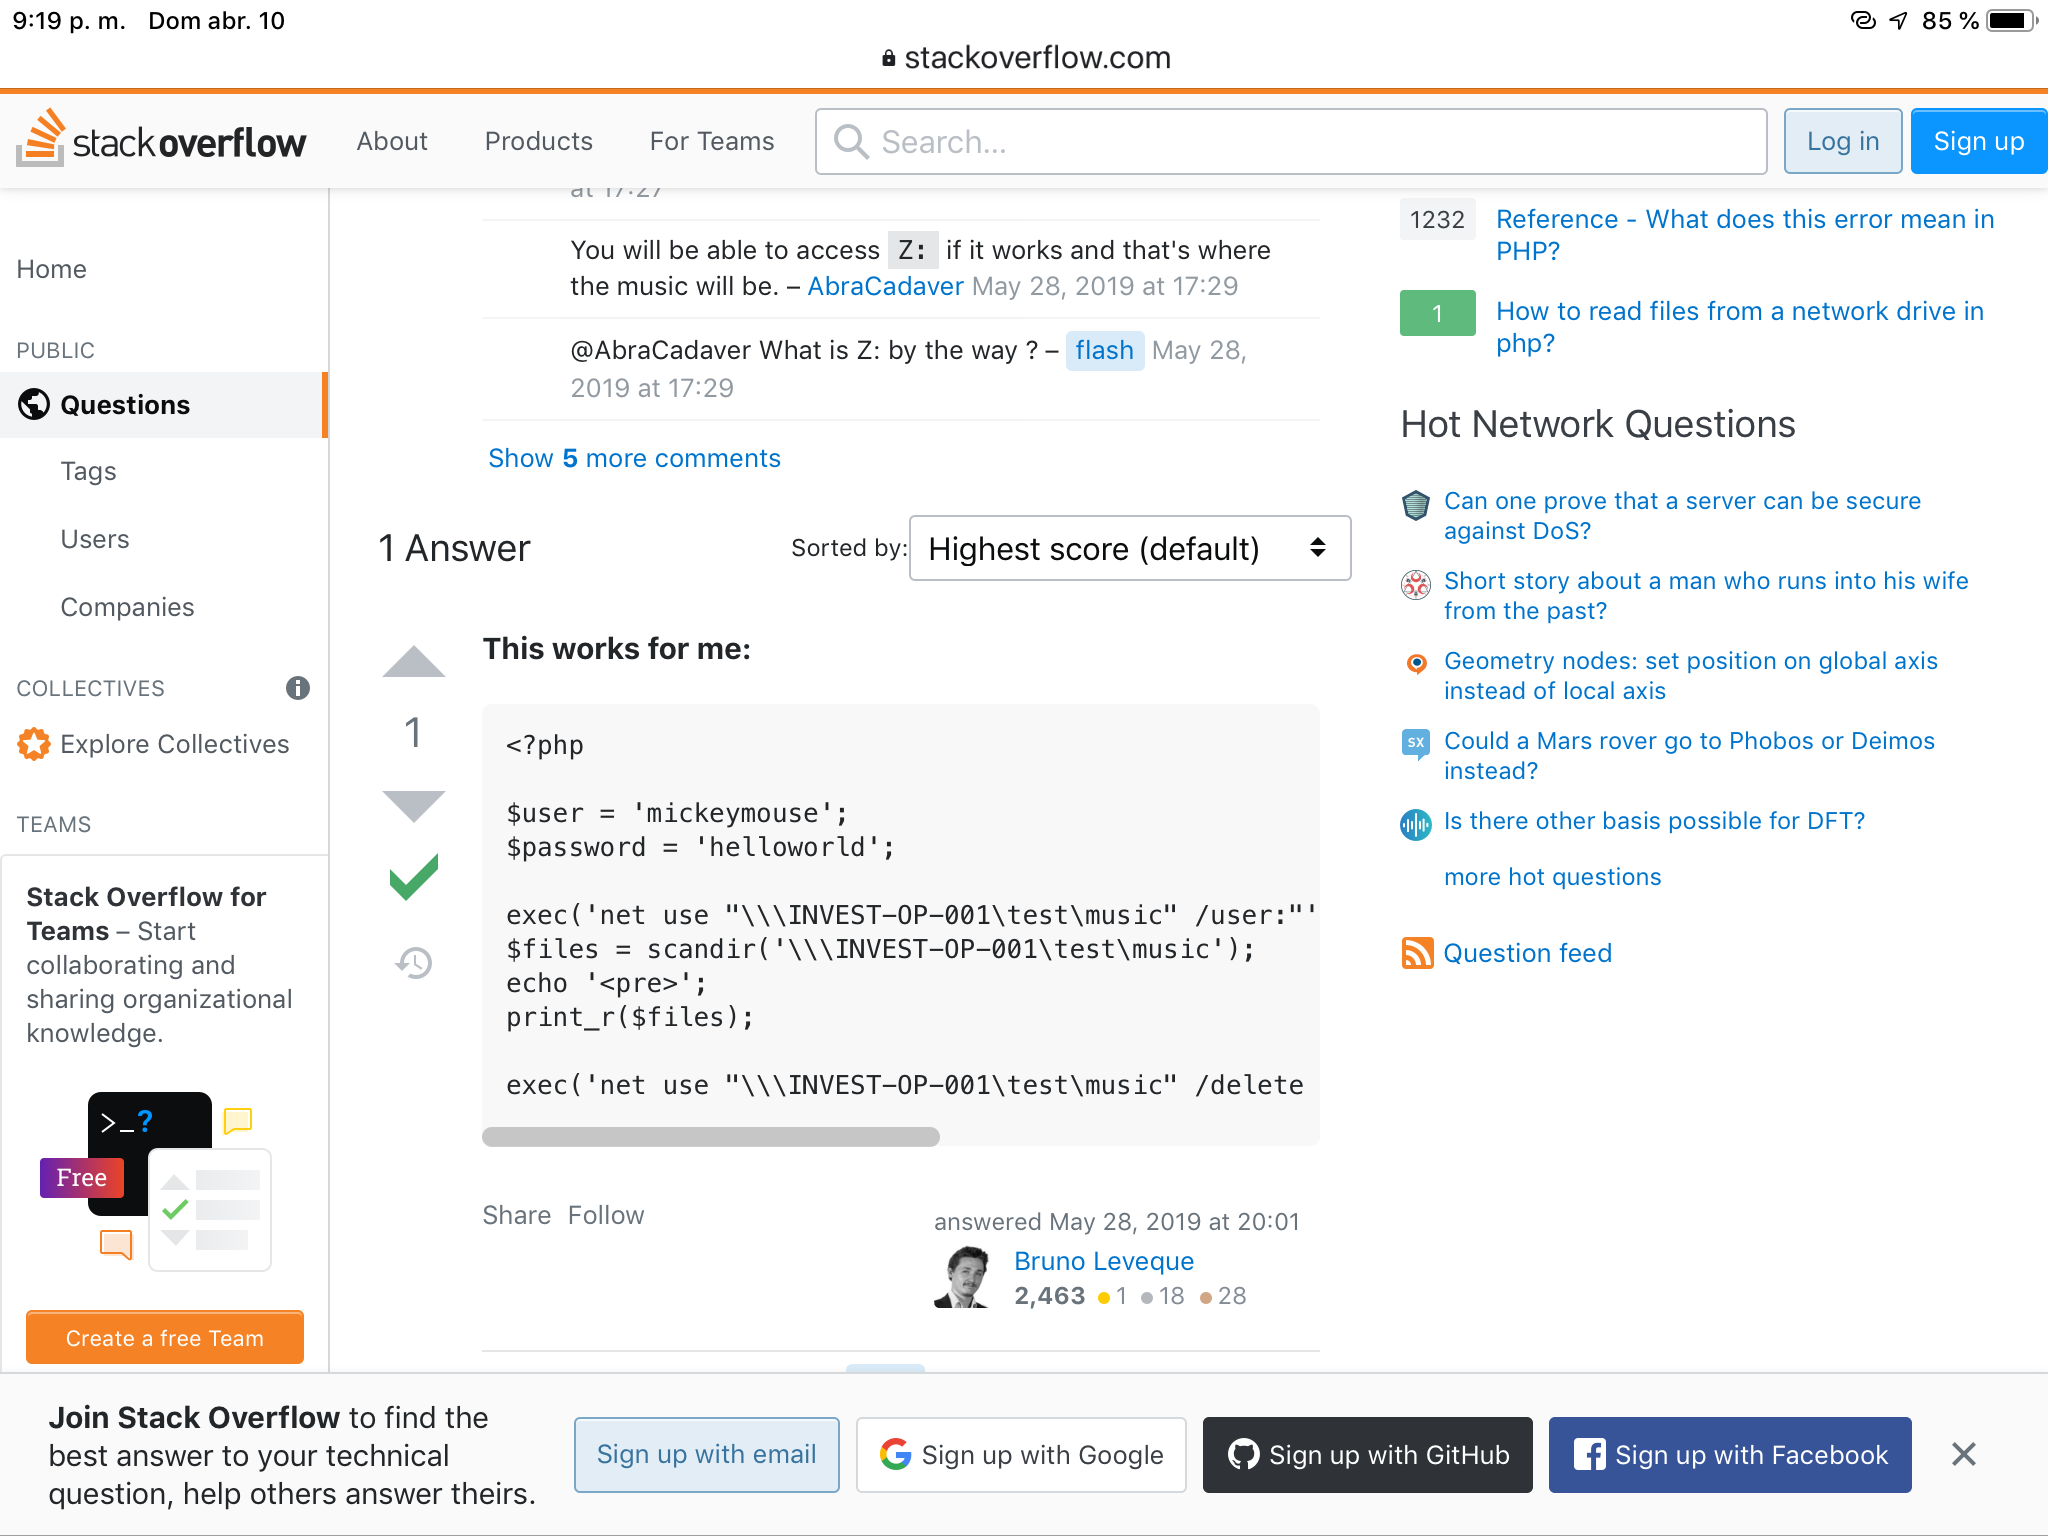 9:19 p. m. Dom abr. 10
85 %
stackoverflow.com
stackoverflow
About
Products
For Teams
Search...
Log in
Sign up
Home
PUBLIC
Questions
Tags
Users
Companies
COLLECTIVES
Explore Collectives
TEAMS
Stack Overflow for
Teams – Start
collaborating and
sharing organizational
knowledge.
>_?
Free
Create a free Team
at 17:27
You will be able to access Z: if it works and that's where
the music will be. – AbraCadaver May 28, 2019 at 17:29
@AbraCadaver What is Z: by the way ? – flash May 28,
2019 at 17:29
Show 5 more comments
1 Answer
Sorted by: Highest score (default)
1
This works for me:
<?php
$user = 'mickeymouse';
$password = 'helloworld';
exec('net use "\\\INVEST-OP-001\test\music" /user:"'
$files = scandir('\\\INVEST-OP-001\test\music');
echo '<pre>';
print_r($files);
exec('net use "\\\INVEST-OP-001\test\music" /delete
Share Follow
answered May 28, 2019 at 20:01
Bruno Leveque
2,463 ●1 ●18 ●28
1232 Reference - What does this error mean in
PHP?
1 How to read files from a network drive in
php?
Hot Network Questions
Can one prove that a server can be secure
against DoS?
Short story about a man who runs into his wife
from the past?
Geometry nodes: set position on global axis
instead of local axis
SX
Could a Mars rover go to Phobos or Deimos
instead?
Is there other basis possible for DFT?
more hot questions
Question feed
Join Stack Overflow to find the
best answer to your technical
question, help others answer theirs.
Sign up with email
Sign up with Google
Sign up with GitHub
Sign up with Facebook